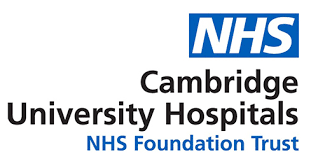 NHS
Cambridge
University Hospitals
NHS Foundation Trust